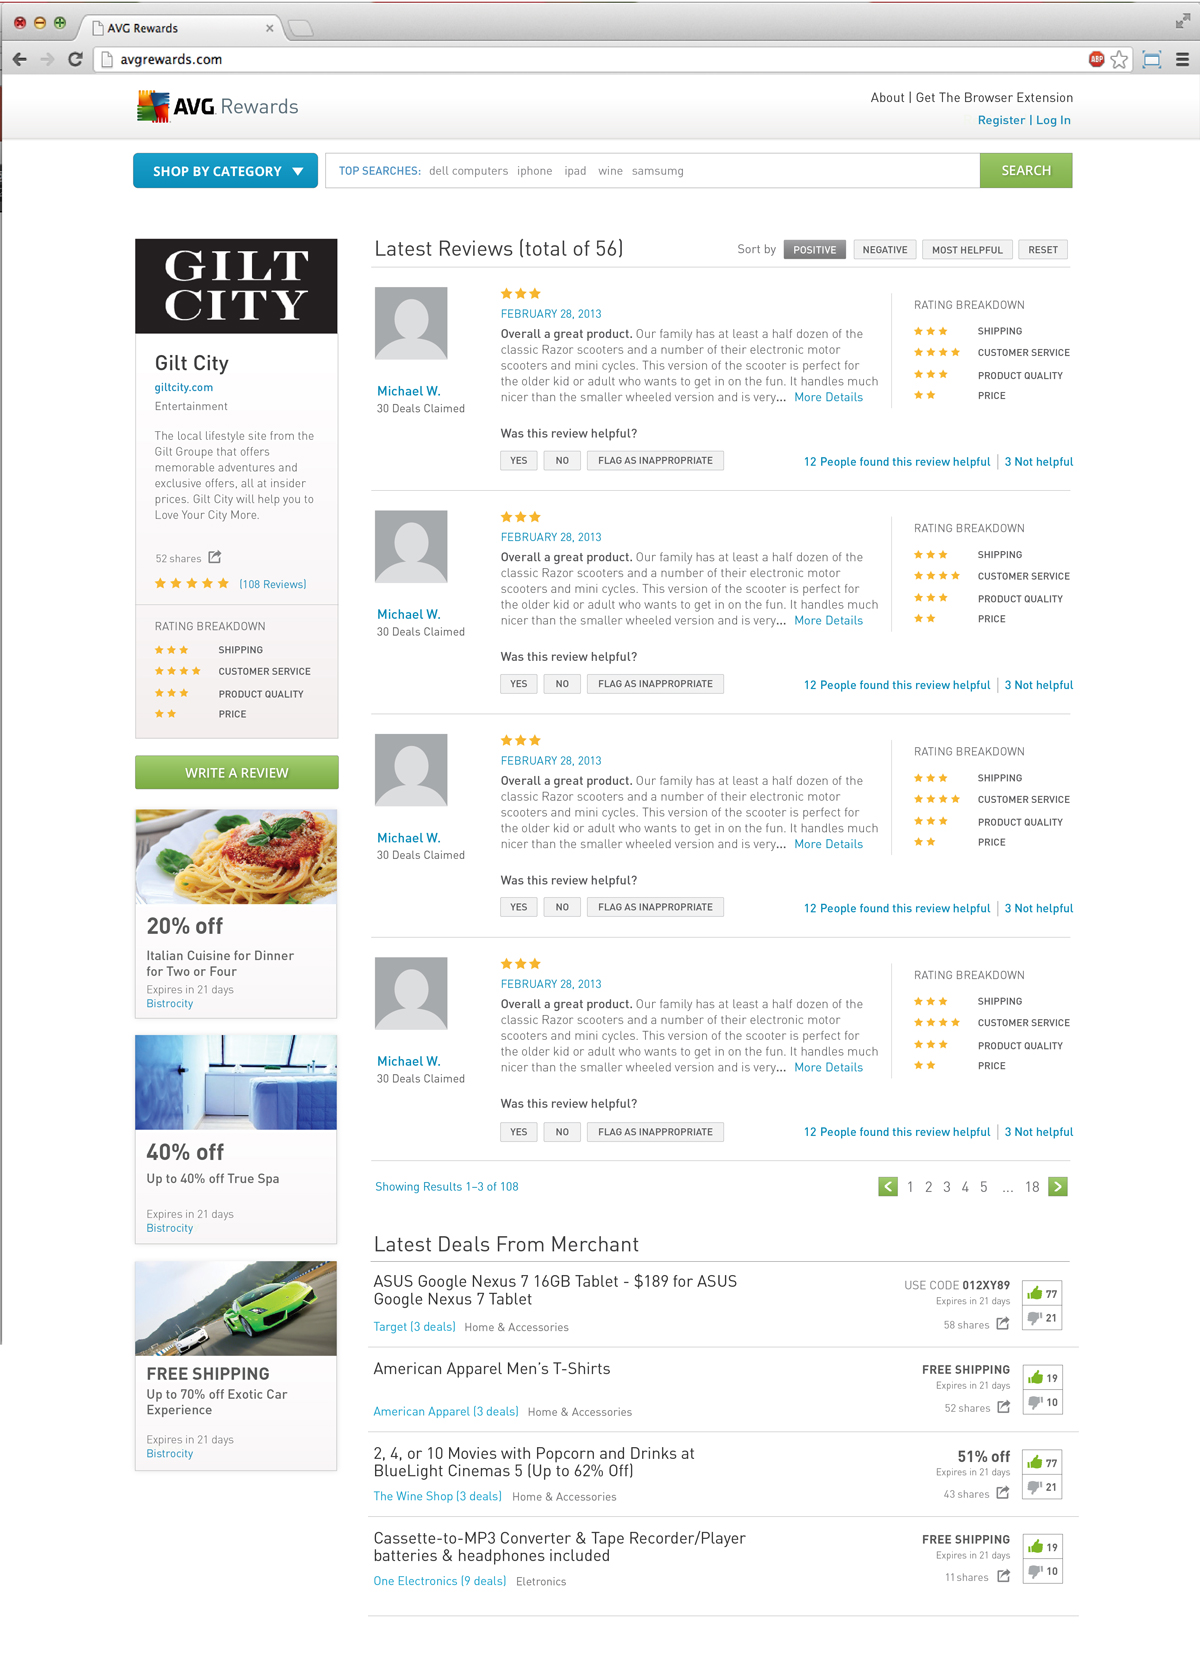 AVG Rewards
avgrewards.com
ABP
AVG Rewards
About | Get The Browser Extension
Register | Log In
SHOP BY CATEGORY
TOP SEARCHES: dell computers iphone ipad wine samsumg
SEARCH
GILT
CITY
Gilt City
giltcity.com
Entertainment
The local lifestyle site from the
Gilt Groupe that offers
memorable adventures and
exclusive offers, all at insider
prices. Gilt City will help you to
Love Your City More.
52 shares
(108 Reviews)
RATING BREAKDOWN
SHIPPING
CUSTOMER SERVICE
PRODUCT QUALITY
PRICE
WRITE A REVIEW
20% off
Italian Cuisine for Dinner
for Two or Four
Expires in 21 days
Bistrocity
40% off
Up to 40% off True Spa
Expires in 21 days
Bistrocity
FREE SHIPPING
Up to 70% off Exotic Car
Experience
Expires in 21 days
Bistrocity
Latest Reviews (total of 56)
Sort by POSITIVE NEGATIVE MOST HELPFUL RESET
Michael W.
30 Deals Claimed
FEBRUARY 28, 2013
Overall a great product. Our family has at least a half dozen of the
classic Razor scooters and a number of their electronic motor
scooters and mini cycles. This version of the scooter is perfect for
the older kid or adult who wants to get in on the fun. It handles much
nicer than the smaller wheeled version and is very... More Details
Was this review helpful?
YES NO FLAG AS INAPPROPRIATE
RATING BREAKDOWN
SHIPPING
CUSTOMER SERVICE
PRODUCT QUALITY
PRICE
12 People found this review helpful | 3 Not helpful
Michael W.
30 Deals Claimed
FEBRUARY 28, 2013
Overall a great product. Our family has at least a half dozen of the
classic Razor scooters and a number of their electronic motor
scooters and mini cycles. This version of the scooter is perfect for
the older kid or adult who wants to get in on the fun. It handles much
nicer than the smaller wheeled version and is very... More Details
Was this review helpful?
YES NO FLAG AS INAPPROPRIATE
RATING BREAKDOWN
SHIPPING
CUSTOMER SERVICE
PRODUCT QUALITY
PRICE
12 People found this review helpful | 3 Not helpful
Michael W.
30 Deals Claimed
FEBRUARY 28, 2013
Overall a great product. Our family has at least a half dozen of the
classic Razor scooters and a number of their electronic motor
scooters and mini cycles. This version of the scooter is perfect for
the older kid or adult who wants to get in on the fun. It handles much
nicer than the smaller wheeled version and is very... More Details
Was this review helpful?
YES NO FLAG AS INAPPROPRIATE
RATING BREAKDOWN
SHIPPING
CUSTOMER SERVICE
PRODUCT QUALITY
PRICE
12 People found this review helpful | 3 Not helpful
Michael W.
30 Deals Claimed
FEBRUARY 28, 2013
Overall a great product. Our family has at least a half dozen of the
classic Razor scooters and a number of their electronic motor
scooters and mini cycles. This version of the scooter is perfect for
the older kid or adult who wants to get in on the fun. It handles much
nicer than the smaller wheeled version and is very... More Details
Was this review helpful?
YES NO FLAG AS INAPPROPRIATE
RATING BREAKDOWN
SHIPPING
CUSTOMER SERVICE
PRODUCT QUALITY
PRICE
12 People found this review helpful | 3 Not helpful
Showing Results 1–3 of 108
1 2 3 4 5 ... 18
Latest Deals From Merchant
ASUS Google Nexus 7 16GB Tablet - $189 for ASUS
Google Nexus 7 Tablet
Target (3 deals) Home & Accessories
USE CODE 012XY89
Expires in 21 days
58 shares
77
21
American Apparel Men's T-Shirts
American Apparel (3 deals) Home & Accessories
FREE SHIPPING
Expires in 21 days
52 shares
19
10
2, 4, or 10 Movies with Popcorn and Drinks at
BlueLight Cinemas 5 (Up to 62% Off)
The Wine Shop (3 deals) Home & Accessories
51% off
Expires in 21 days
43 shares
77
21
Cassette-to-MP3 Converter & Tape Recorder/Player
batteries & headphones included
One Electronics (9 deals) Eletronics
FREE SHIPPING
Expires in 21 days
11 shares
19
10